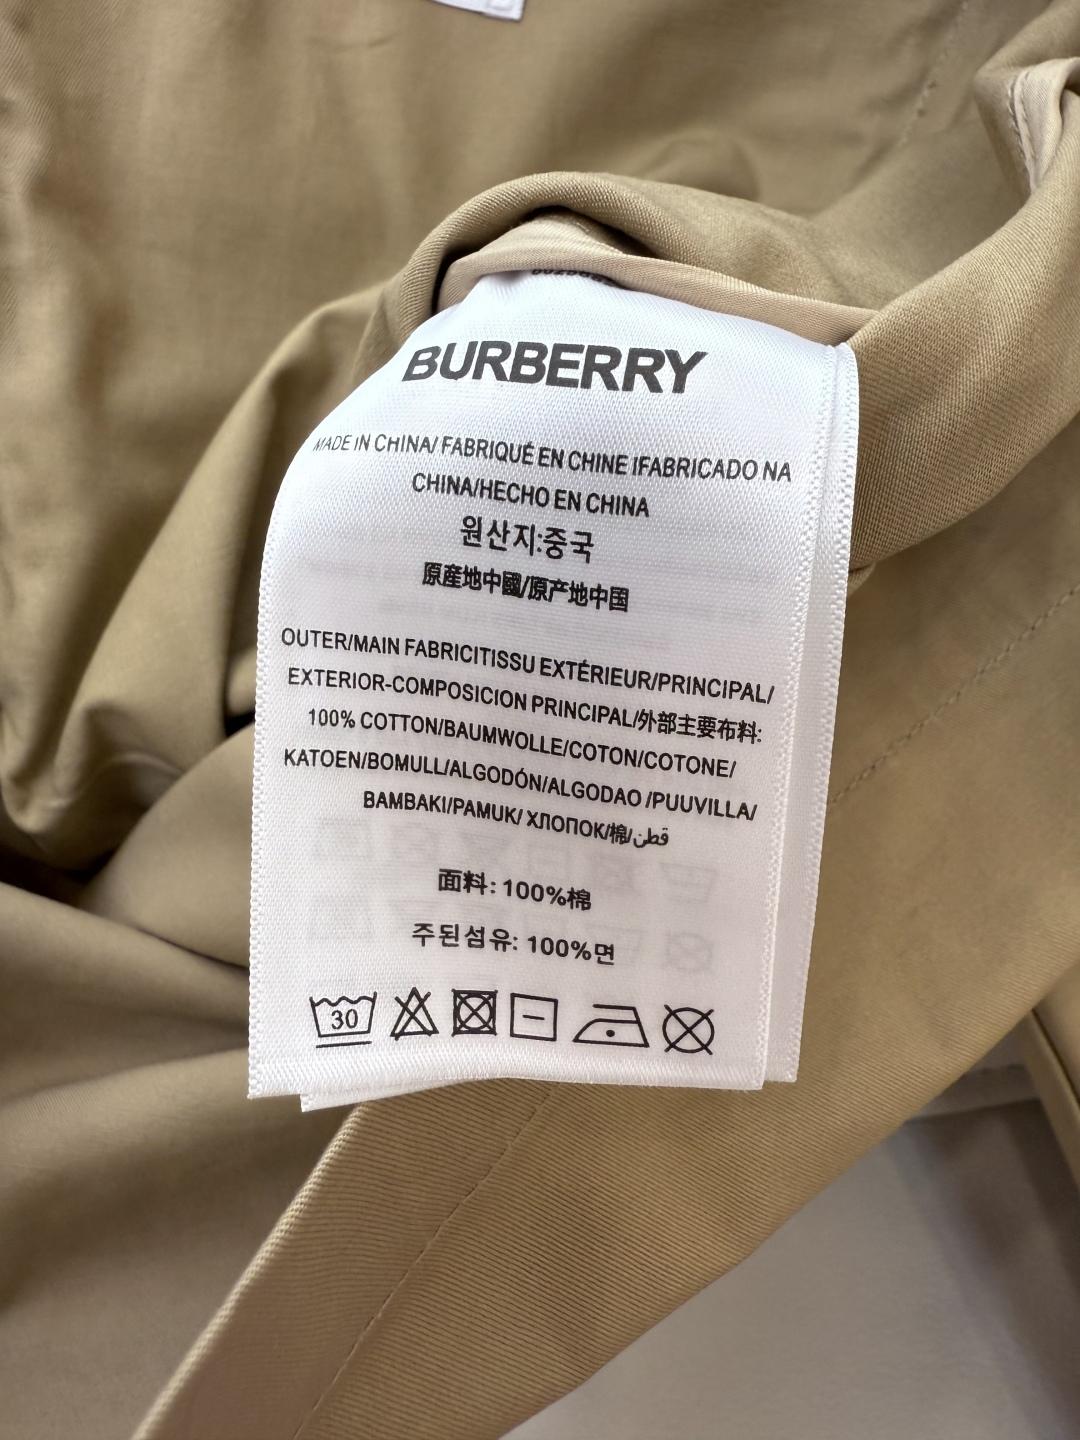 BURBERRY
MADE IN CHINA/ FABRIQUÉ EN CHINE IFABRICADO NA
CHINA/HECHO EN CHINA
원산지:중국
原産地中國/原产地中国
OUTER/MAIN FABRICITISSU EXTÉRIEUR/PRINCIPAL/
EXTERIOR-COMPOSICION PRINCIPAL/外部主要布料:
100% COTTON/BAUMWOLLE/COTON/COTONE/
KATOEN/BOMULL/ALGODÓN/ALGODAO /PUUVILLA/
BAMBAKI/PAMUK/ ХЛОПОК/棉/قطن
面料: 100%棉
주된섬유: 100%면
30